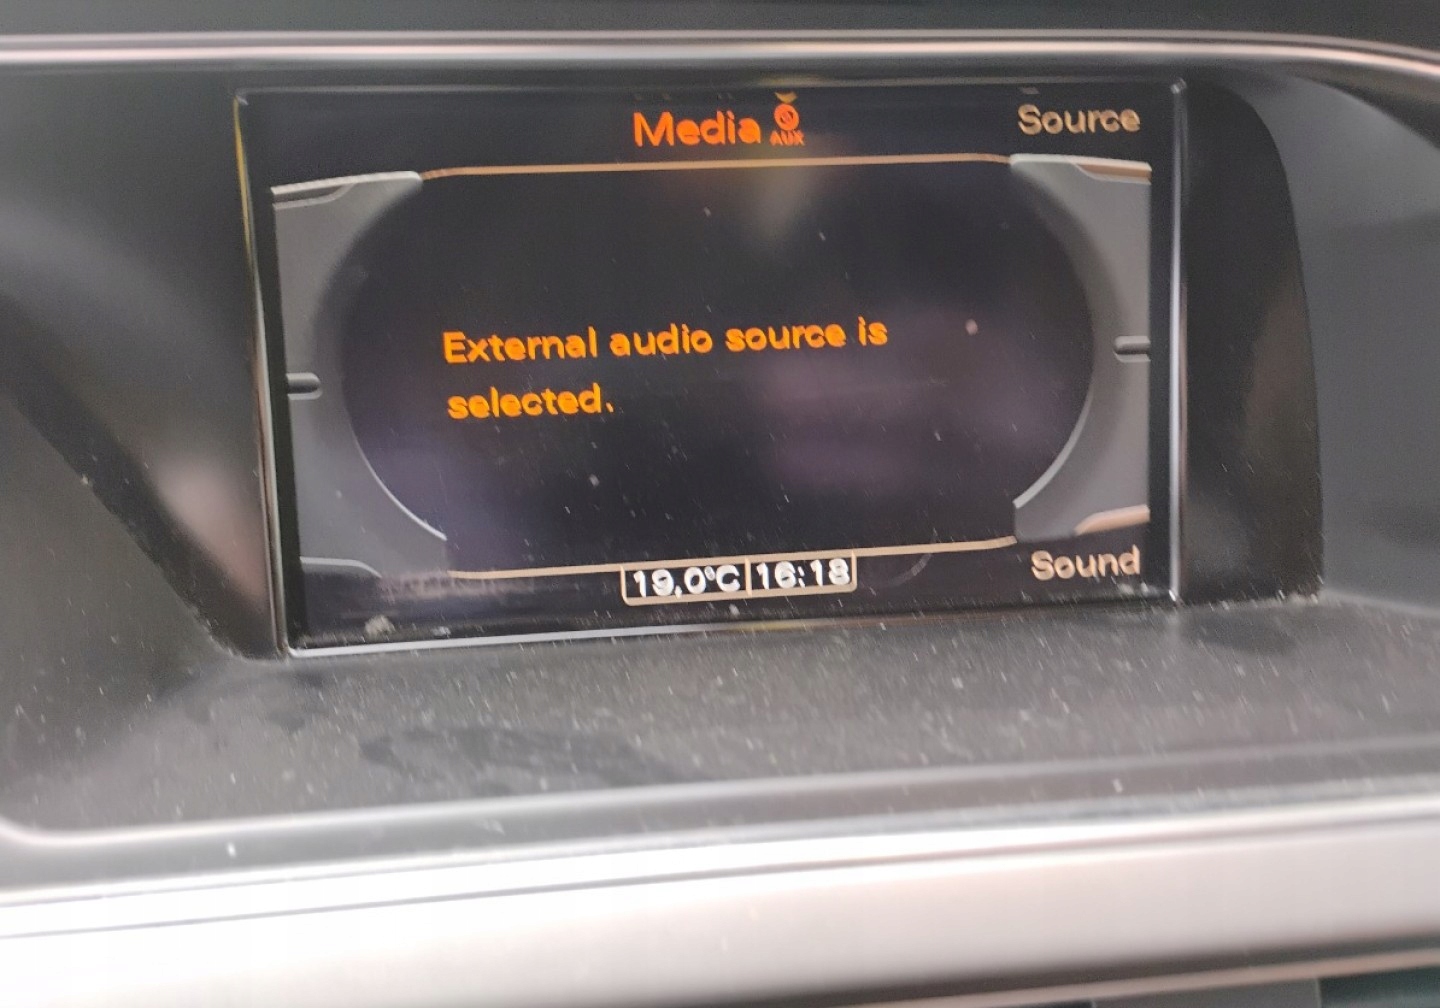 Media AUX
Source
External audio source is
selected.
19.0°C 16:18
Sound